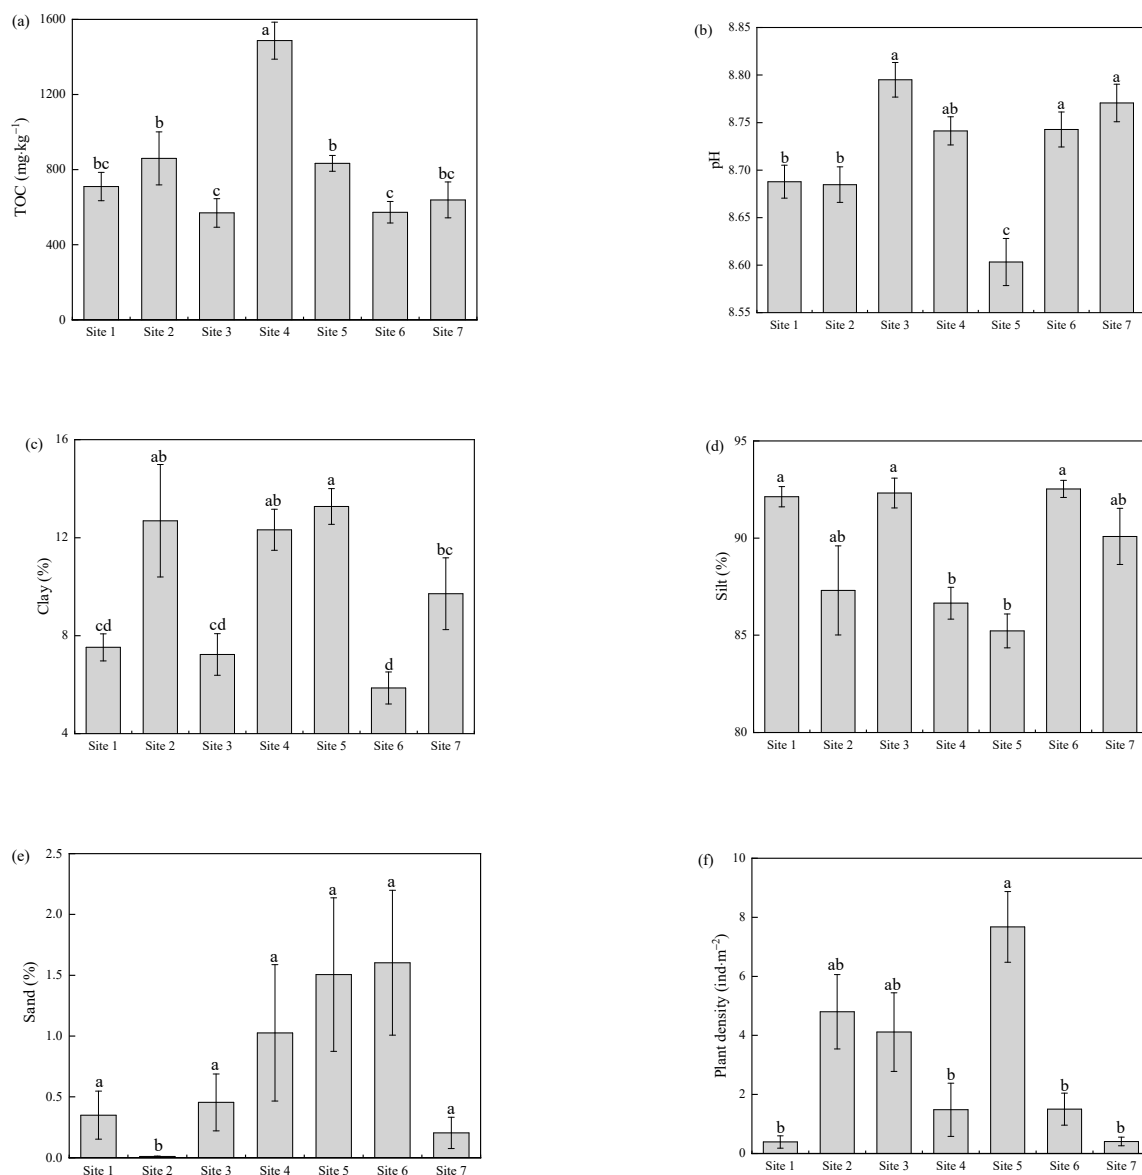 (a)
TOC (mg·kg⁻¹)
1600
1200
800
400
0
bc
b
c
a
b
c
bc
Site 1 Site 2 Site 3 Site 4 Site 5 Site 6 Site 7
(b)
pH
8.85
8.80
8.75
8.70
8.65
8.60
8.55
b
b
a
ab
c
a
a
Site 1 Site 2 Site 3 Site 4 Site 5 Site 6 Site 7
(c)
Clay (%)
16
12
8
4
cd
ab
cd
ab
a
d
bc
Site 1 Site 2 Site 3 Site 4 Site 5 Site 6 Site 7
(d)
Silt (%)
95
90
85
80
a
ab
a
b
b
a
ab
Site 1 Site 2 Site 3 Site 4 Site 5 Site 6 Site 7
(e)
Sand (%)
2.5
2.0
1.5
1.0
0.5
0.0
a
b
a
a
a
a
a
Site 1 Site 2 Site 3 Site 4 Site 5 Site 6 Site 7
(f)
Plant density (ind·m⁻²)
10
8
6
4
2
0
b
ab
ab
b
a
b
b
Site 1 Site 2 Site 3 Site 4 Site 5 Site 6 Site 7